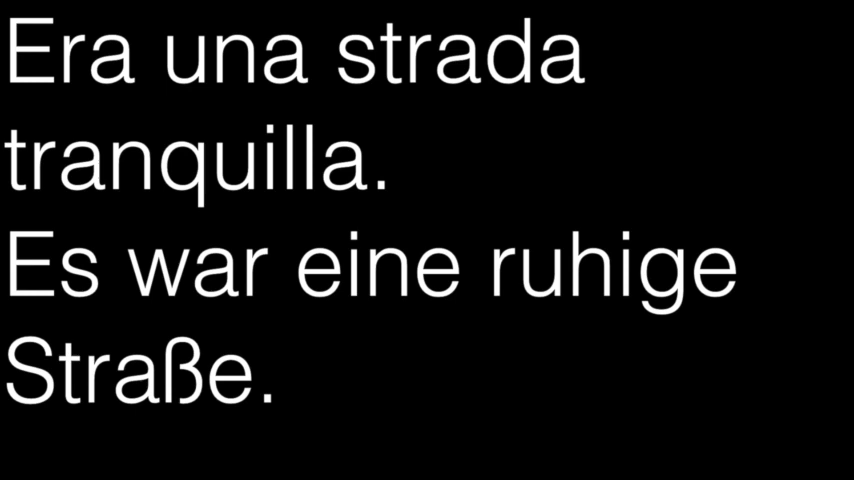 Era una strada
tranquilla.
Es war eine ruhige
Straße.